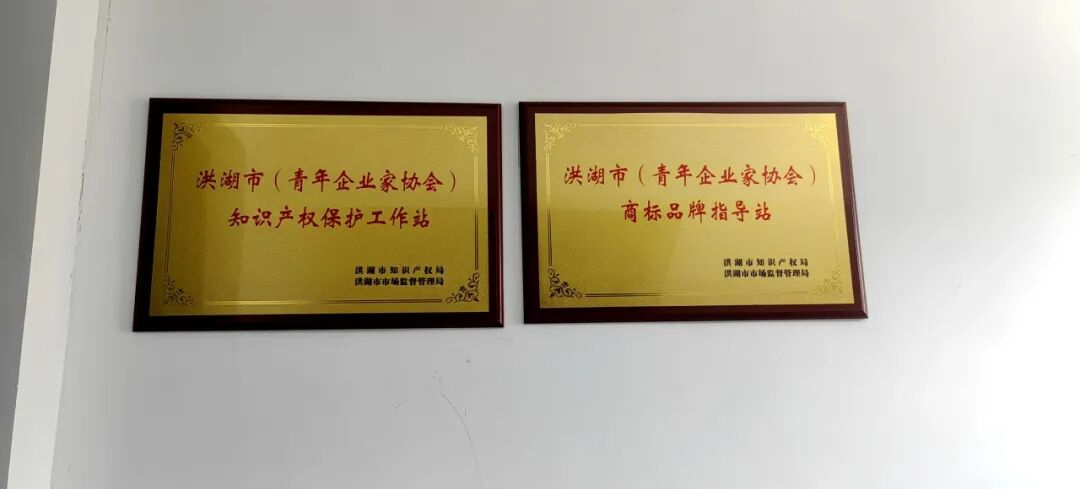 洪湖市（青年企业家协会）
知识产权保护工作站
洪湖市知识产权局
洪湖市市场监督管理局
洪湖市（青年企业家协会）
商标品牌指导站
洪湖市知识产权局
洪湖市市场监督管理局